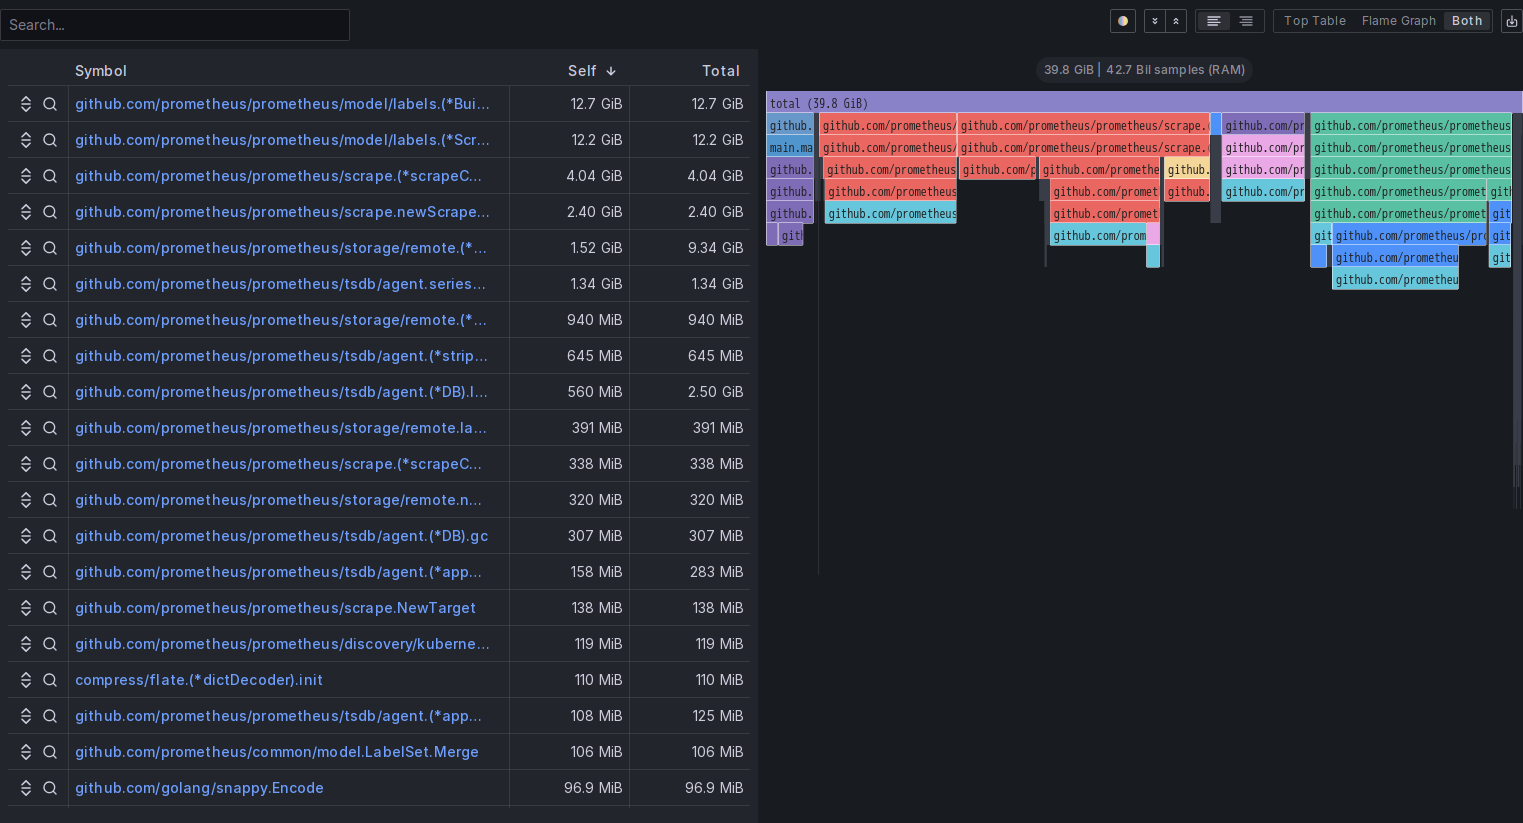 Search...
Top Table Flame Graph Both
Symbol Self Total
39.8 GiB | 42.7 Bil samples (RAM)
github.com/prometheus/prometheus/model/labels.(*Bui... 12.7 GiB 12.7 GiB
github.com/prometheus/prometheus/model/labels.(*Scr... 12.2 GiB 12.2 GiB
github.com/prometheus/prometheus/scrape.(*scrapeC... 4.04 GiB 4.04 GiB
github.com/prometheus/prometheus/scrape.newScrape... 2.40 GiB 2.40 GiB
github.com/prometheus/prometheus/storage/remote.(*... 1.52 GiB 9.34 GiB
github.com/prometheus/prometheus/tsdb/agent.series... 1.34 GiB 1.34 GiB
github.com/prometheus/prometheus/storage/remote.(*... 940 MiB 940 MiB
github.com/prometheus/prometheus/tsdb/agent.(*strip... 645 MiB 645 MiB
github.com/prometheus/prometheus/tsdb/agent.(*DB).l... 560 MiB 2.50 GiB
github.com/prometheus/prometheus/storage/remote.la... 391 MiB 391 MiB
github.com/prometheus/prometheus/scrape.(*scrapeC... 338 MiB 338 MiB
github.com/prometheus/prometheus/storage/remote.n... 320 MiB 320 MiB
github.com/prometheus/prometheus/tsdb/agent.(*DB).gc 307 MiB 307 MiB
github.com/prometheus/prometheus/tsdb/agent.(*app... 158 MiB 283 MiB
github.com/prometheus/prometheus/scrape.NewTarget 138 MiB 138 MiB
github.com/prometheus/prometheus/discovery/kuberne... 119 MiB 119 MiB
compress/flate.(*dictDecoder).init 110 MiB 110 MiB
github.com/prometheus/prometheus/tsdb/agent.(*app... 108 MiB 125 MiB
github.com/prometheus/common/model.LabelSet.Merge 106 MiB 106 MiB
github.com/golang/snappy.Encode 96.9 MiB 96.9 MiB
total (39.8 GiB)
github. github.com/prometheus/ github.com/prometheus/prometheus/scrape. github.com/pr github.com/prometheus/prometheus
main.ma github.com/prometheus/ github.com/prometheus/prometheus/scrape. github.com/pr github.com/prometheus/prometheus
github. github.com/prometheus github.com/p github.com/promethe github. github.com/pr github.com/prometheus/prometheus
github. github.com/prometheus github.com/promet github. github.com/pr github.com/prometheus/promet gith
github. github.com/prometheus github.com/promet github.com/prometheus/promet git
gith github.com/prom git github.com/prometheus/pr git
github.com/prometheu git
github.com/prometheu